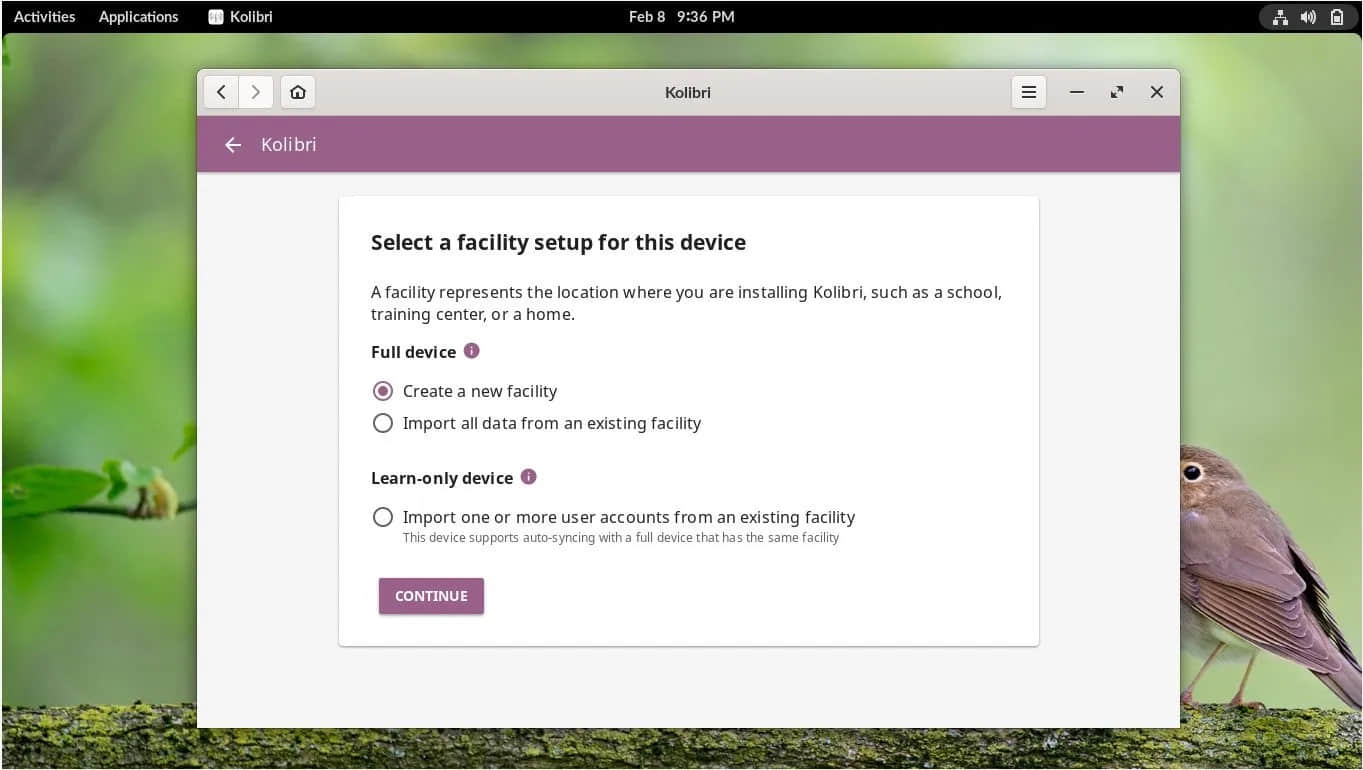 Activities Applications Kolibri Feb 8 9:36 PM
Kolibri
Kolibri
Select a facility setup for this device
A facility represents the location where you are installing Kolibri, such as a school,
training center, or a home.
Full device
Create a new facility
Import all data from an existing facility
Learn-only device
Import one or more user accounts from an existing facility
This device supports auto-syncing with a full device that has the same facility
CONTINUE